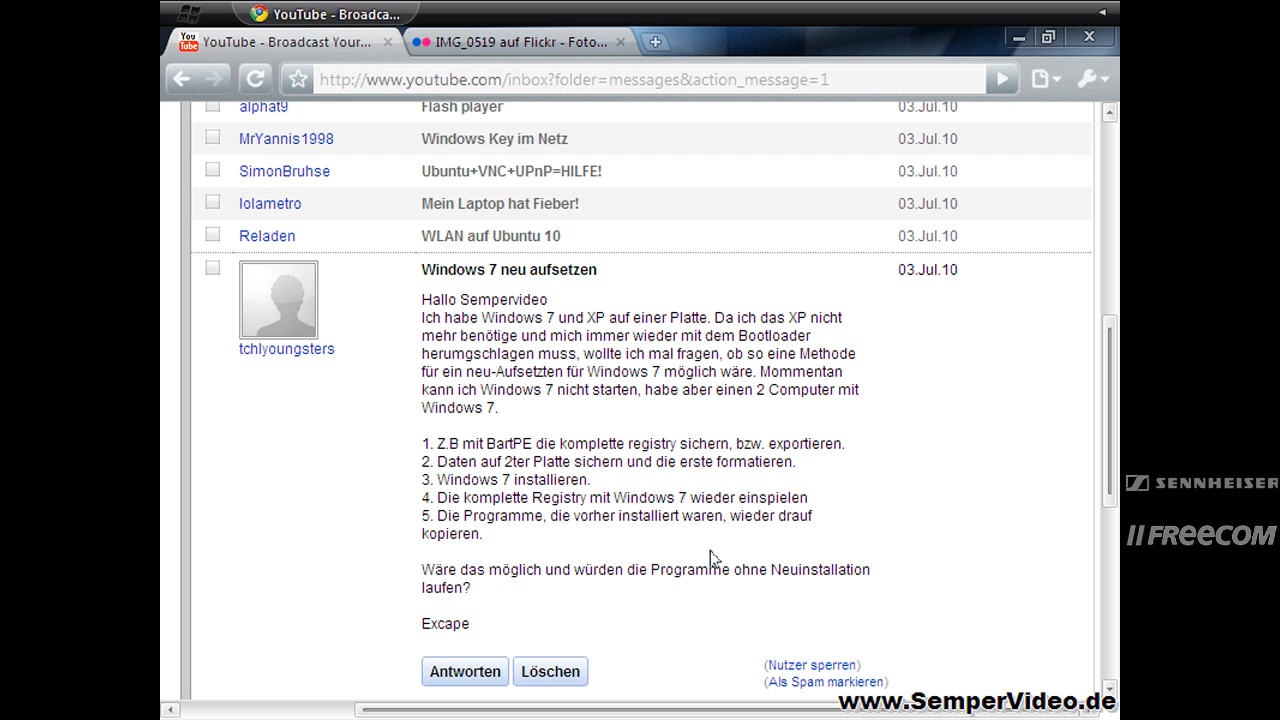 YouTube - Broadca...
YouTube - Broadcast Your...
IMG_0519 auf Flickr - Foto...
http://www.youtube.com/inbox?folder=messages&action_message=1
alphat9 Flash player 03.Jul.10
MrYannis1998 Windows Key im Netz 03.Jul.10
SimonBruhse Ubuntu+VNC+UPnP=HILFE! 03.Jul.10
lolametro Mein Laptop hat Fieber! 03.Jul.10
Reladen WLAN auf Ubuntu 10 03.Jul.10
Windows 7 neu aufsetzen 03.Jul.10
tchlyoungsters
Hallo Sempervideo
Ich habe Windows 7 und XP auf einer Platte. Da ich das XP nicht
mehr benötige und mich immer wieder mit dem Bootloader
herumgschlagen muss, wollte ich mal fragen, ob so eine Methode
für ein neu-Aufsetzten für Windows 7 möglich wäre. Mommentan
kann ich Windows 7 nicht starten, habe aber einen 2 Computer mit
Windows 7.
1. Z.B mit BartPE die komplette registry sichern, bzw. exportieren.
2. Daten auf 2ter Platte sichern und die erste formatieren.
3. Windows 7 installieren.
4. Die komplette Registry mit Windows 7 wieder einspielen
5. Die Programme, die vorher installiert waren, wieder drauf
kopieren.
Wäre das möglich und würden die Programme ohne Neuinstallation
laufen?
Excape
Antworten Löschen
(Nutzer sperren)
(Als Spam markieren)
www.SemperVideo.de
SENNHEISER
FREECOM